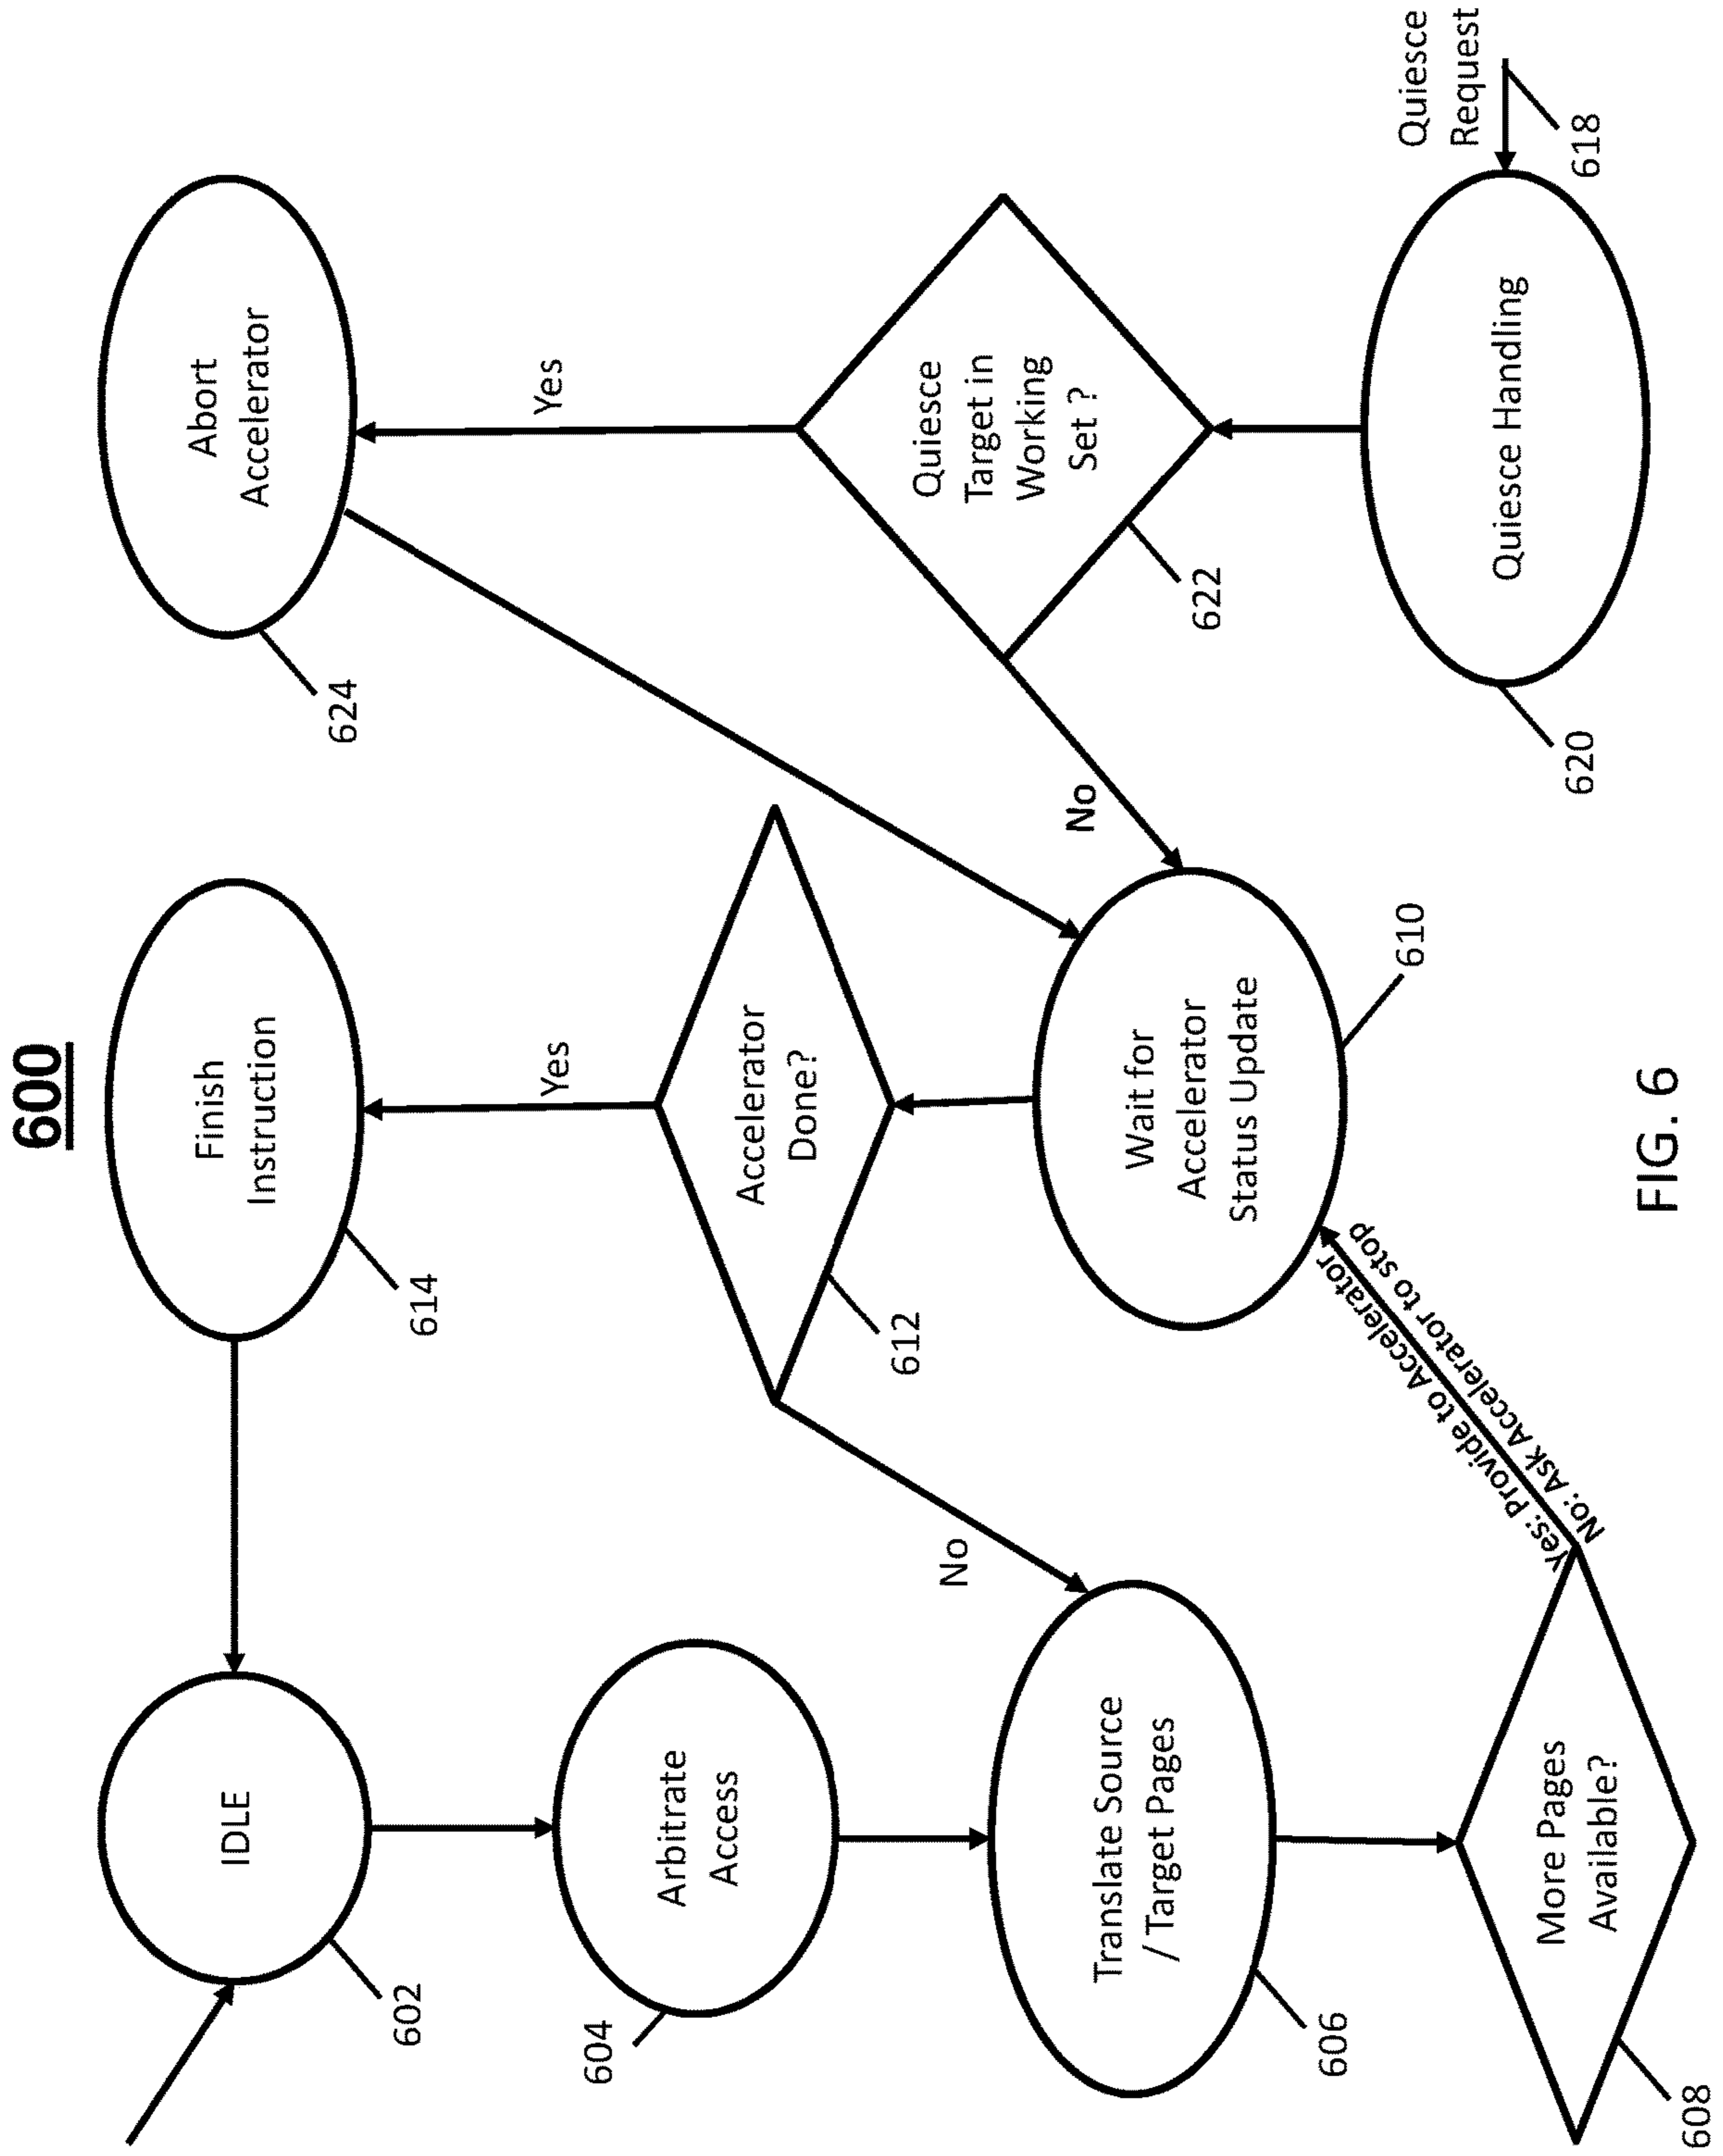 600
IDLE
602
Arbitrate
Access
604
Translate Source
/ Target Pages
606
More Pages
Available?
608
Yes: Provide to Accelerator
No: Ask Accelerator to stop
Finish
Instruction
614
Yes
Accelerator
Done?
612
No
Wait for
Accelerator
Status Update
610
Abort
Accelerator
624
Yes
Quiesce
Target in
Working
Set ?
622
No
Quiesce Handling
620
Quiesce
Request
618
FIG. 6